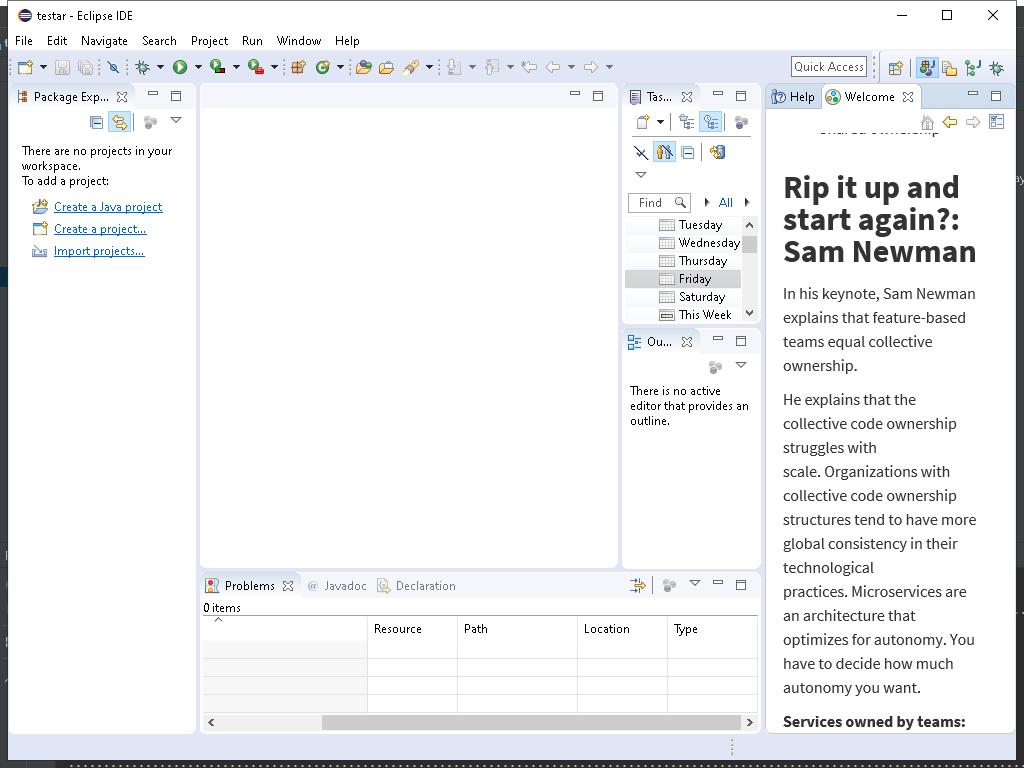 testar - Eclipse IDE
File Edit Navigate Search Project Run Window Help
Quick Access
Package Exp...
There are no projects in your
workspace.
To add a project:
Create a Java project
Create a project...
Import projects...
Tas...
Find
All
Tuesday
Wednesday
Thursday
Friday
Saturday
This Week
Ou...
There is no active
editor that provides an
outline.
Problems @ Javadoc Declaration
0 items
Resource Path Location Type
Help Welcome
Rip it up and
start again?:
Sam Newman
In his keynote, Sam Newman
explains that feature-based
teams equal collective
ownership.
He explains that the
collective code ownership
struggles with
scale. Organizations with
collective code ownership
structures tend to have more
global consistency in their
technological
practices. Microservices are
an architecture that
optimizes for autonomy. You
have to decide how much
autonomy you want.
Services owned by teams: